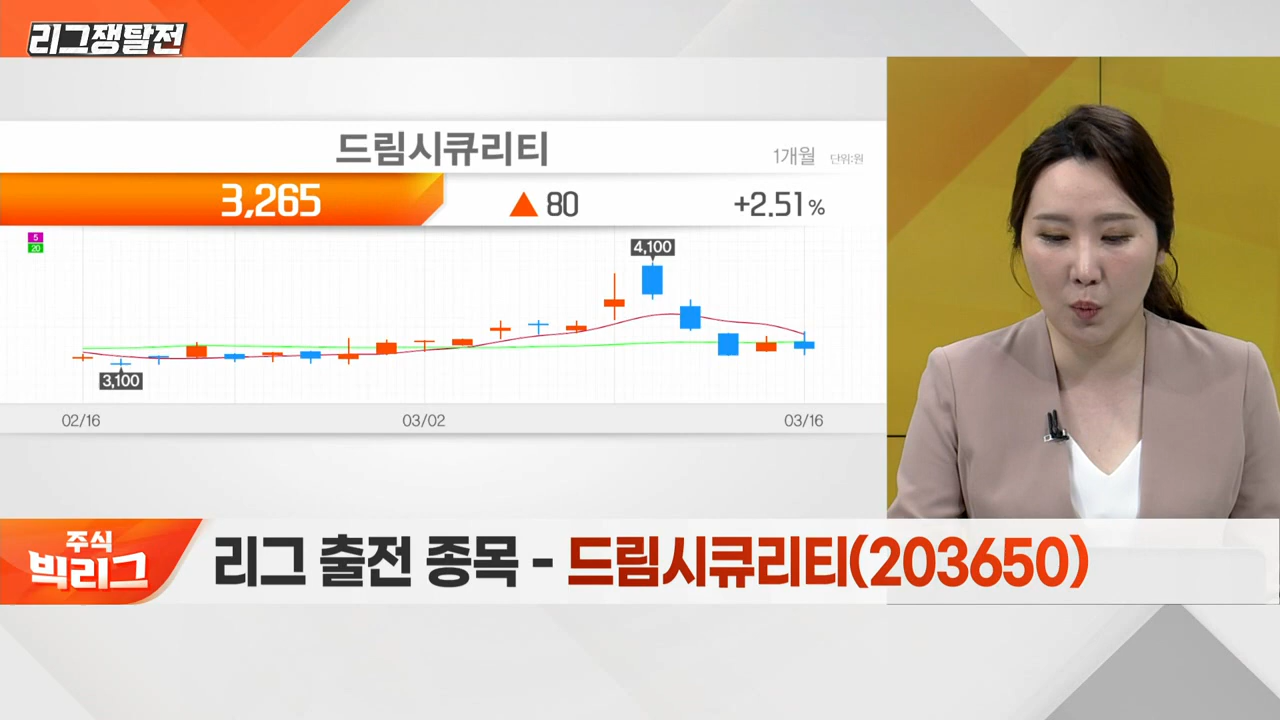 리그쟁탈전
드림시큐리티
1개월 단위:원
3,265 ▲ 80 +2.51%
5
20
4,100
3,100
02/16 03/02 03/16
주식
빅리그
리그 출전 종목 - 드림시큐리티(203650)